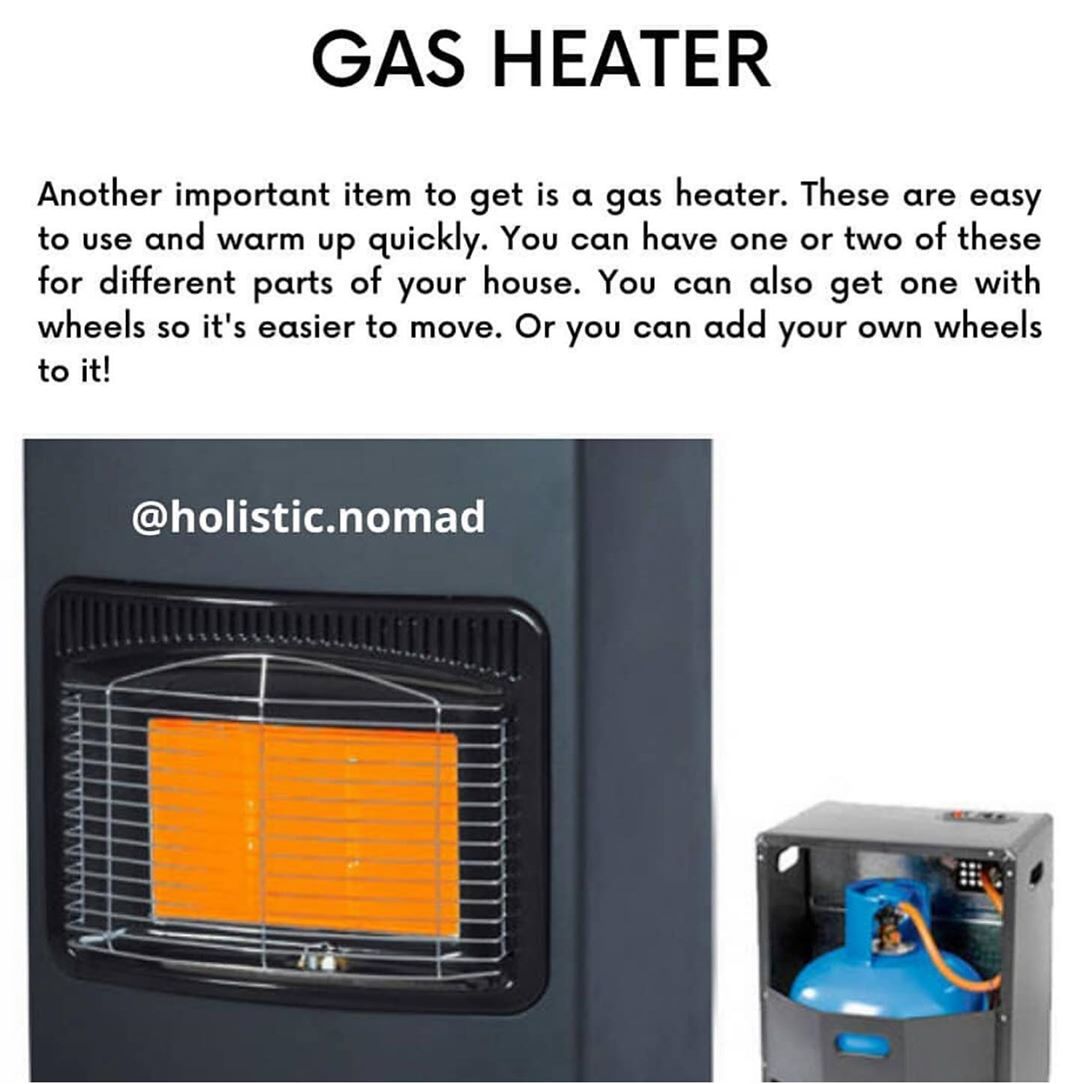 GAS HEATER
Another important item to get is a gas heater. These are easy
to use and warm up quickly. You can have one or two of these
for different parts of your house. You can also get one with
wheels so it's easier to move. Or you can add your own wheels
to it!
@holistic.nomad